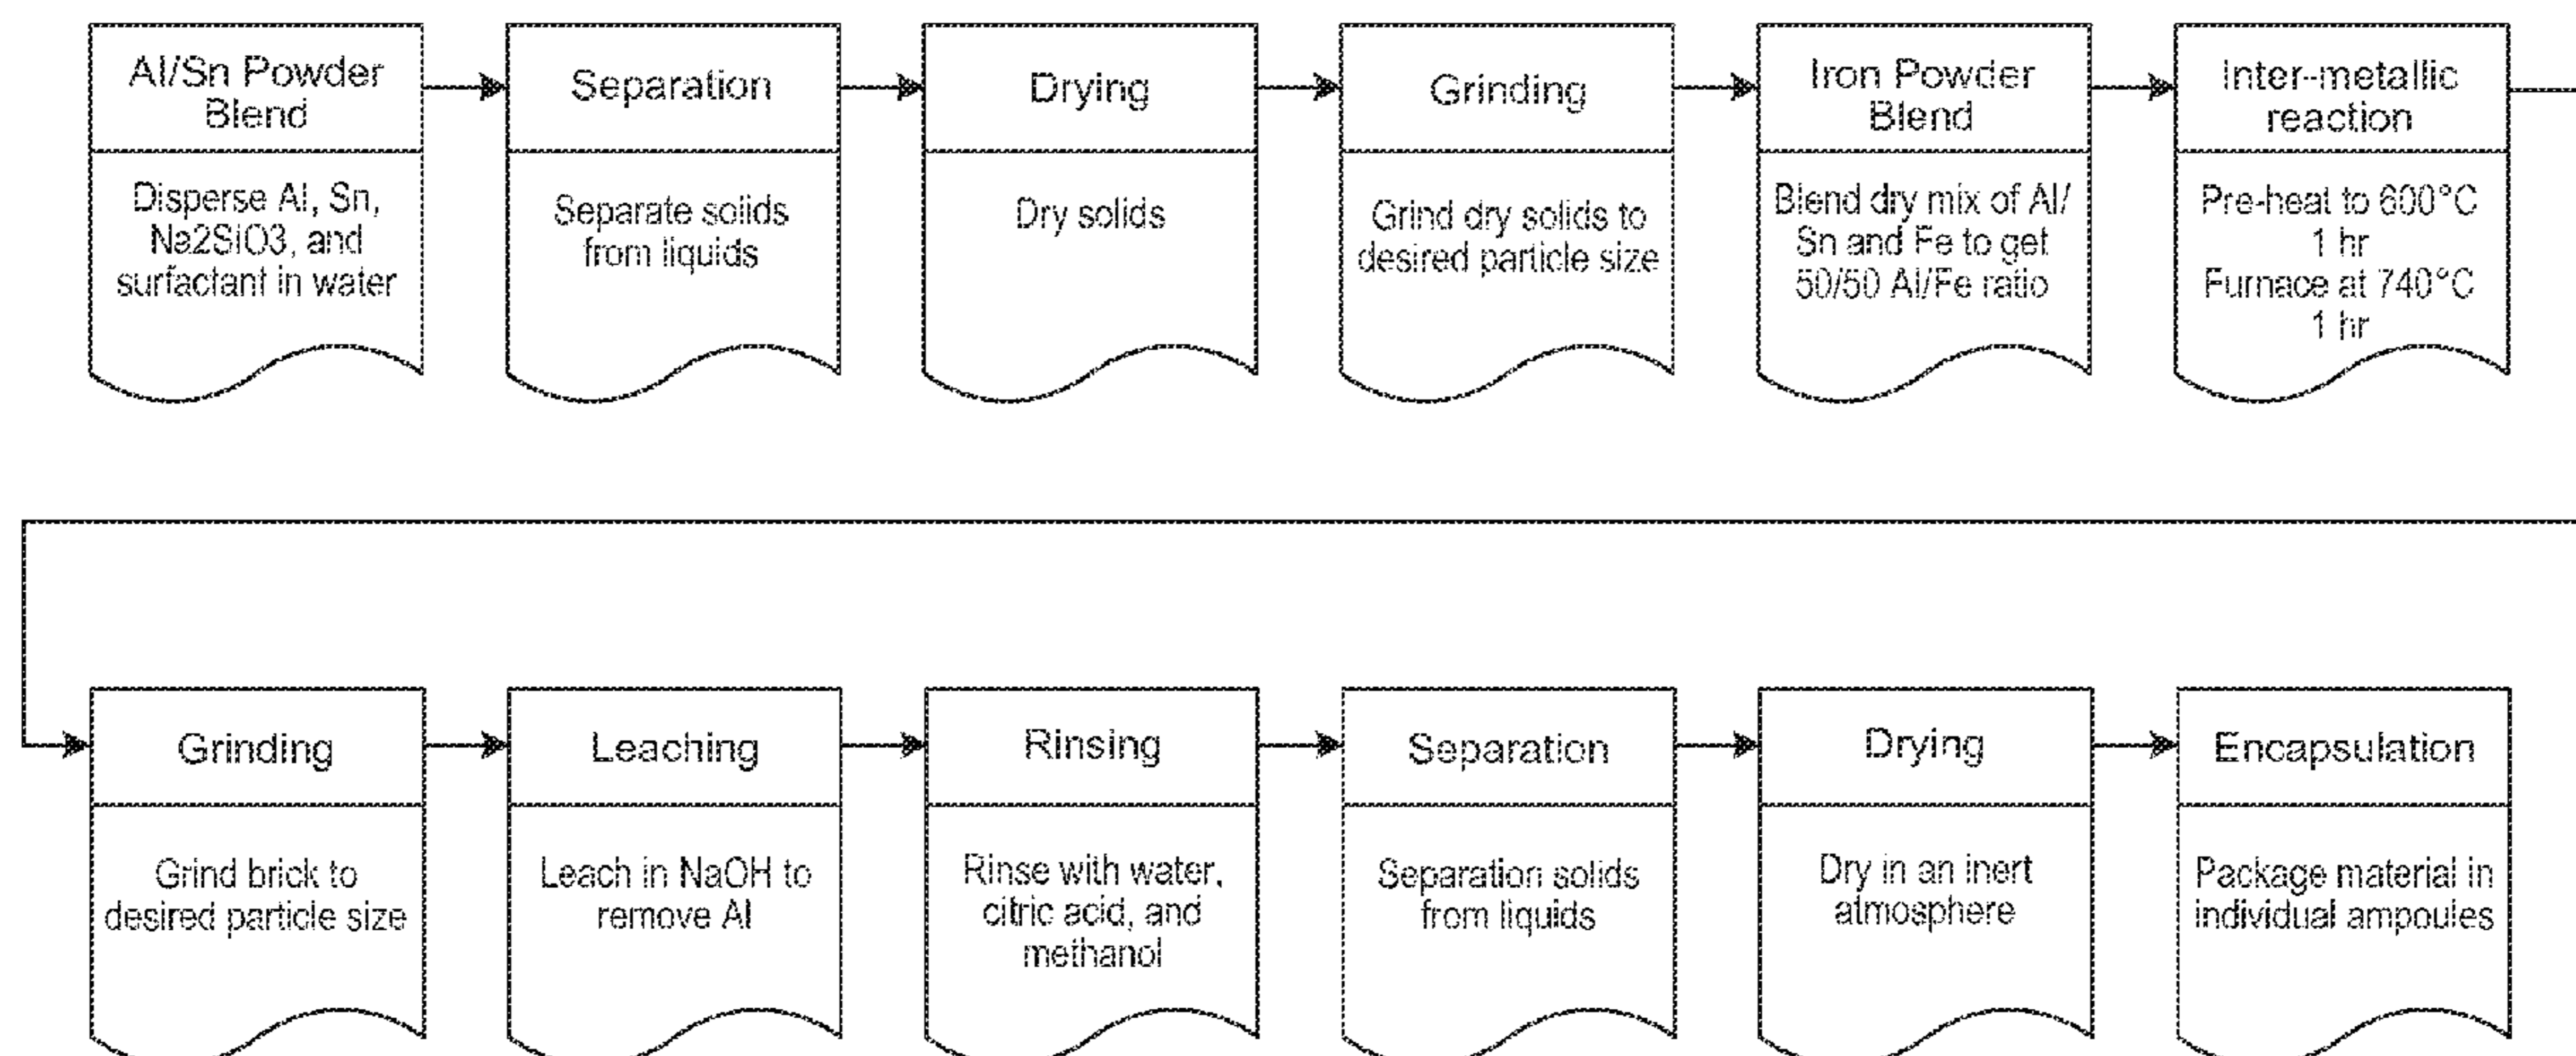 Al/Sn Powder
Blend
Disperse Al, Sn,
Na2SiO3, and
surfactant in water
Separation
Separate solids
from liquids
Drying
Dry solids
Grinding
Grind dry solids to
desired particle size
Iron Powder
Blend
Blend dry mix of Al/
Sn and Fe to get
50/50 Al/Fe ratio
Inter-metallic
reaction
Pre-heat to 600°C
1 hr
Furnace at 740°C
1 hr
Grinding
Grind brick to
desired particle size
Leaching
Leach in NaOH to
remove Al
Rinsing
Rinse with water,
citric acid, and
methanol
Separation
Separation solids
from liquids
Drying
Dry in an inert
atmosphere
Encapsulation
Package material in
individual ampoules